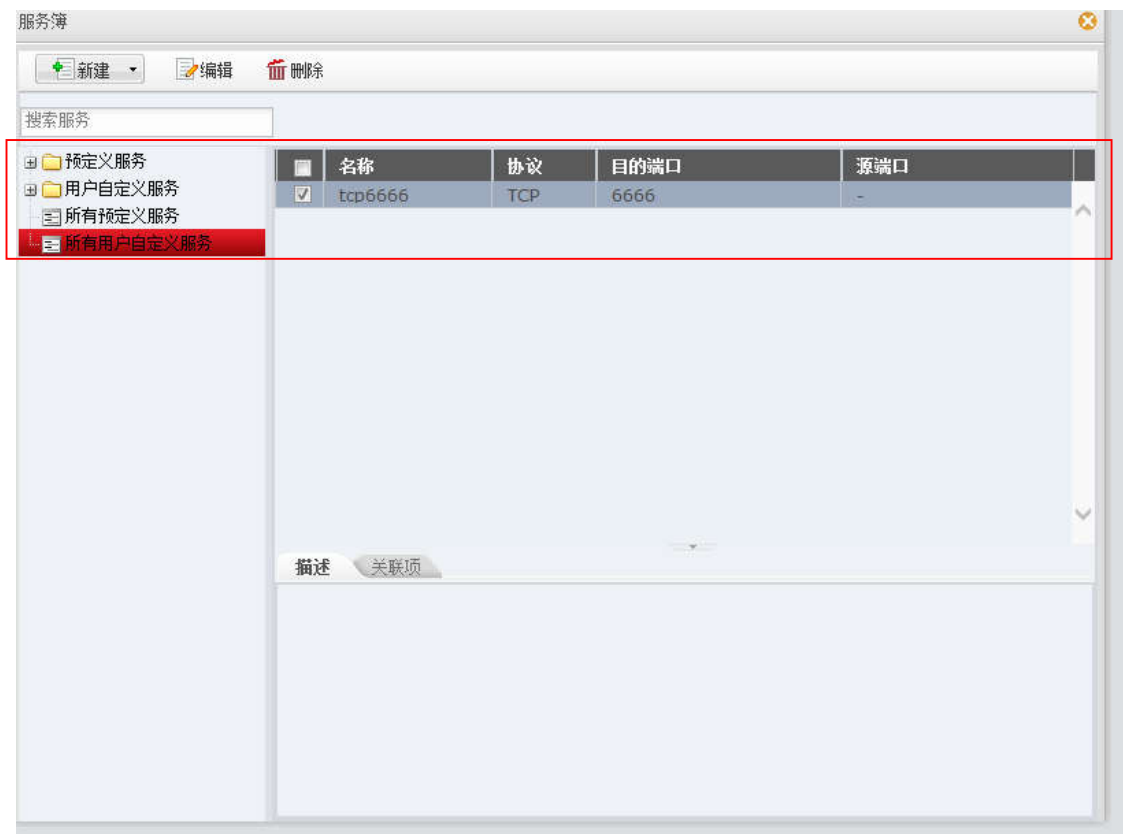 服务簿
新建 编辑 删除
搜索服务
预定义服务
用户自定义服务
所有预定义服务
所有用户自定义服务
名称 协议 目的端口 源端口
tcp6666 TCP 6666 -
描述 关联项